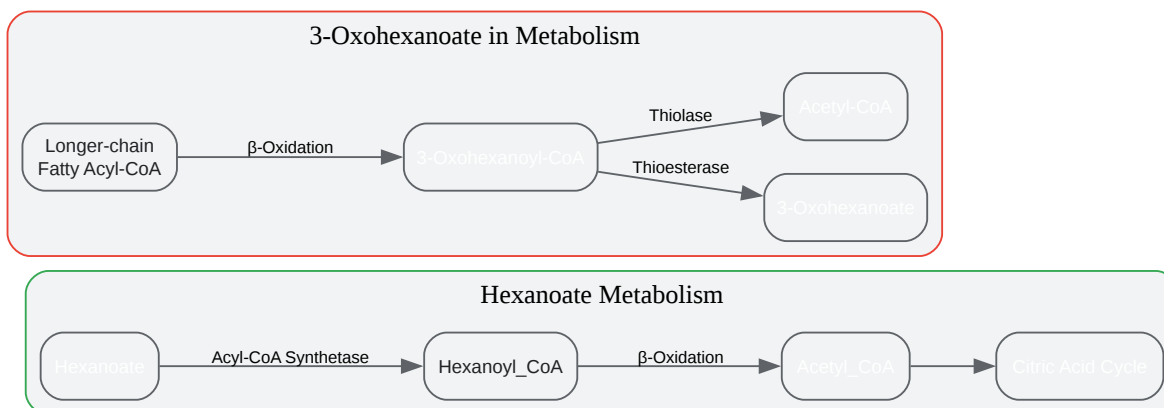 3-Oxohexanoate in Metabolism
Longer-chain
Fatty Acyl-CoA
β-Oxidation
3-Oxohexanoyl-CoA
Thiolase
Acetyl-CoA
Thioesterase
3-Oxohexanoate
Hexanoate Metabolism
Hexanoate
Acyl-CoA Synthetase
Hexanoyl_CoA
β-Oxidation
Acetyl_CoA
Citric Acid Cycle